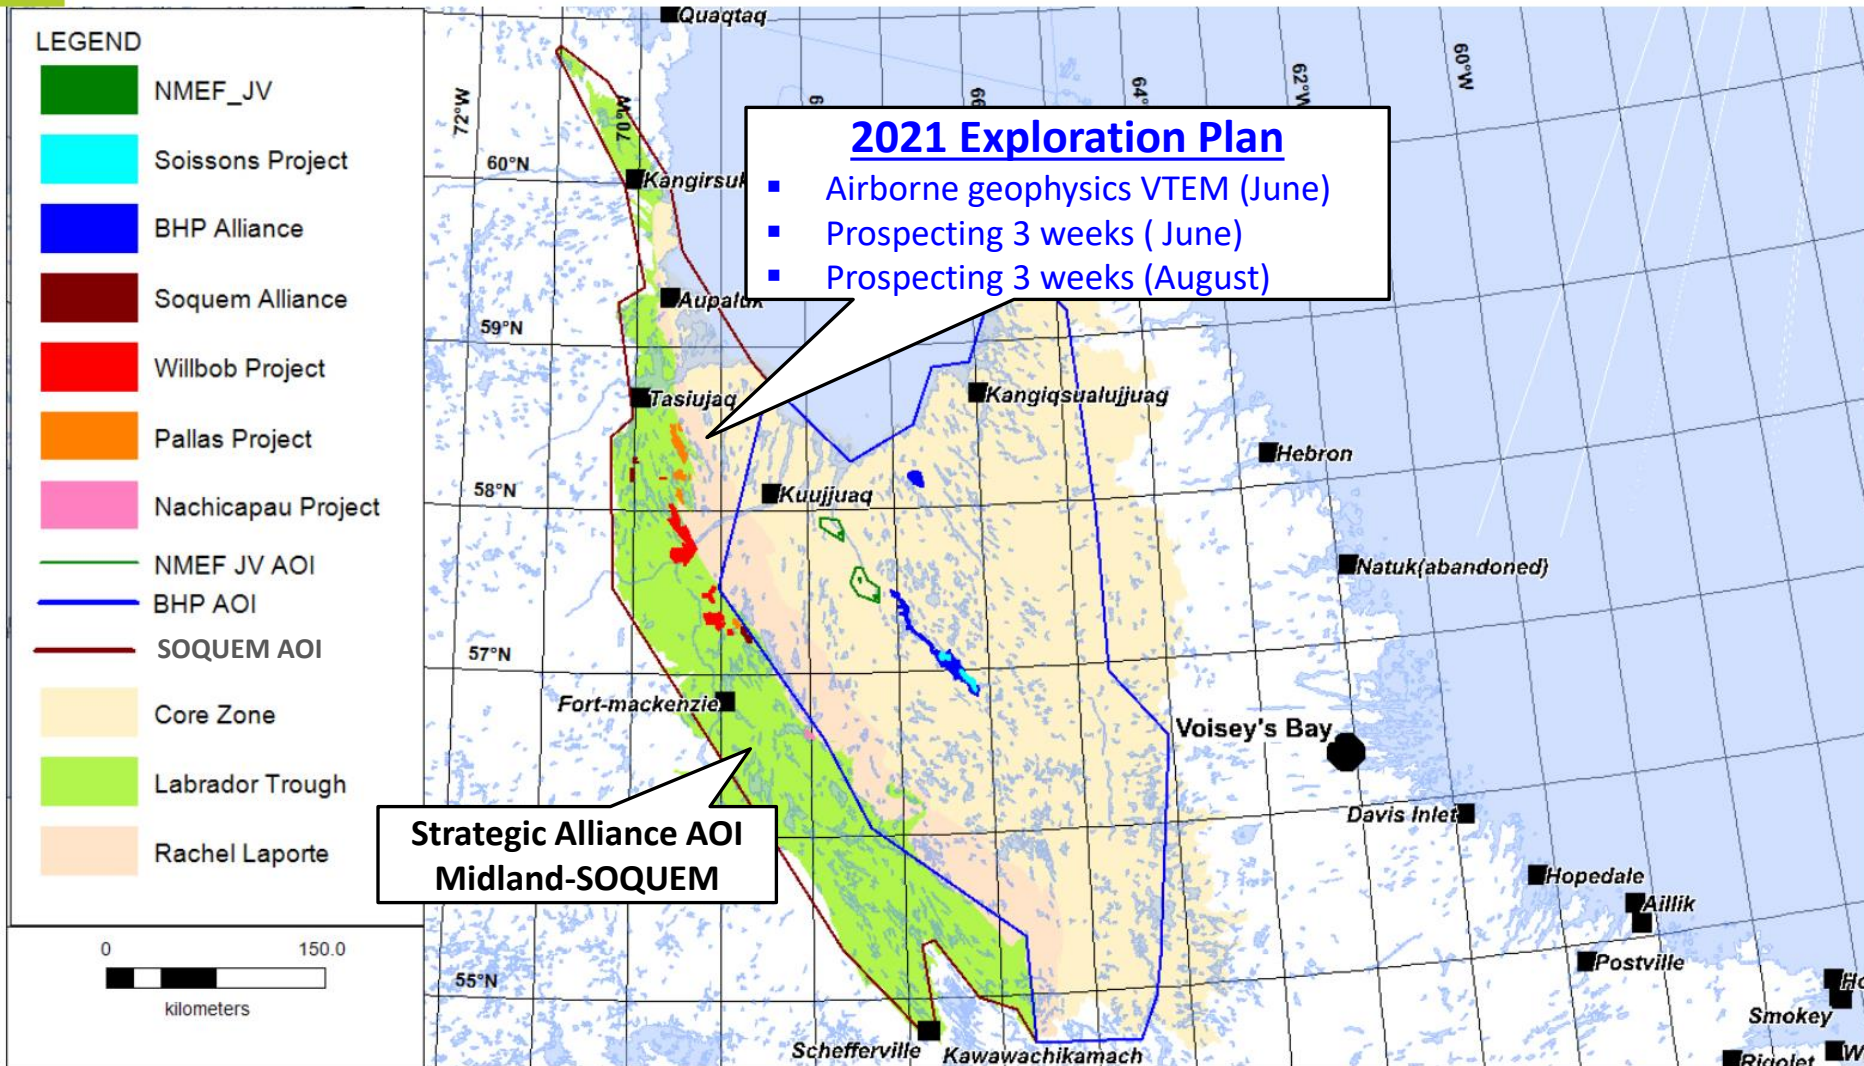 LEGEND
NMEF_JV
Soissons Project
BHP Alliance
Soquem Alliance
Willbob Project
Pallas Project
Nachicapau Project
NMEF JV AOI
BHP AOI
SOQUEM AOI
Core Zone
Labrador Trough
Rachel Laporte
0 150.0
kilometers
Quaqtaq
72°W
70°W
64°
62°W
60°W
60°N
Kangirsuk
2021 Exploration Plan
▪ Airborne geophysics VTEM (June)
▪ Prospecting 3 weeks ( June)
▪ Prospecting 3 weeks (August)
Aupaluk
59°N
Tasiujaq
Kangiqsualujjuag
Hebron
58°N
Kuujjuaq
Natuk(abandoned)
57°N
Fort-mackenzie
Voisey's Bay
Davis Inlet
Strategic Alliance AOI
Midland-SOQUEM
Hopedale
Aillik
Postville
55°N
Smokey
Schefferville
Kawawachikamach
Rigolet